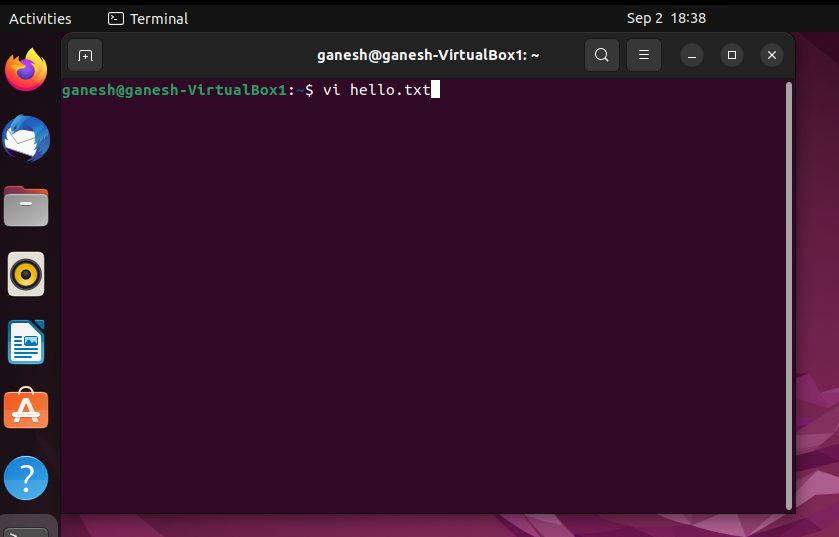 Activities
Terminal
Sep 2 18:38
ganesh@ganesh-VirtualBox1: ~
ganesh@ganesh-VirtualBox1:~$ vi hello.txt